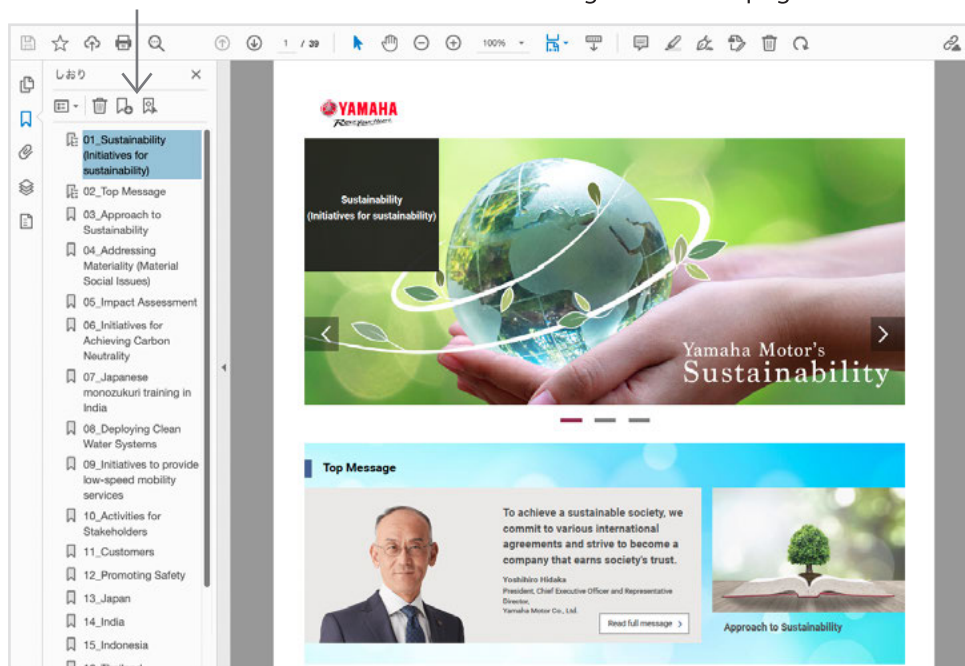 1 / 39
100%
しおり
YAMAHA
Revs Your Heart
01_Sustainability
(Initiatives for
sustainability)
02_Top Message
03_Approach to
Sustainability
04_Addressing
Materiality (Material
Social Issues)
05_Impact Assessment
06_Initiatives for
Achieving Carbon
Neutrality
07_Japanese
monozukuri training in
India
08_Deploying Clean
Water Systems
09_Initiatives to provide
low-speed mobility
services
10_Activities for
Stakeholders
11_Customers
12_Promoting Safety
13_Japan
14_India
15_Indonesia
Sustainability
(Initiatives for sustainability)
Yamaha Motor's
Sustainability
Top Message
To achieve a sustainable society, we
commit to various international
agreements and strive to become a
company that earns society's trust.
Yoshihiro Hidaka
President, Chief Executive Officer and Representative
Director,
Yamaha Motor Co., Ltd.
Read full message >
Approach to Sustainability